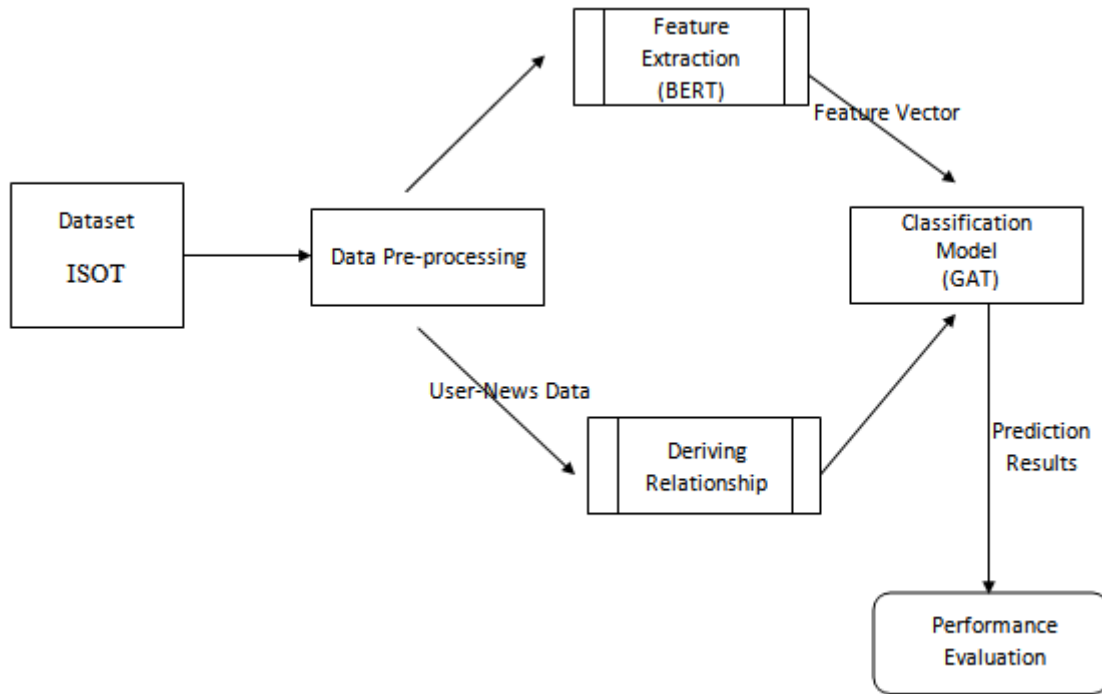 Feature
Extraction
(BERT)
Feature Vector
Dataset
ISOT
Data Pre-processing
Classification
Model
(GAT)
User-News Data
Deriving
Relationship
Prediction
Results
Performance
Evaluation